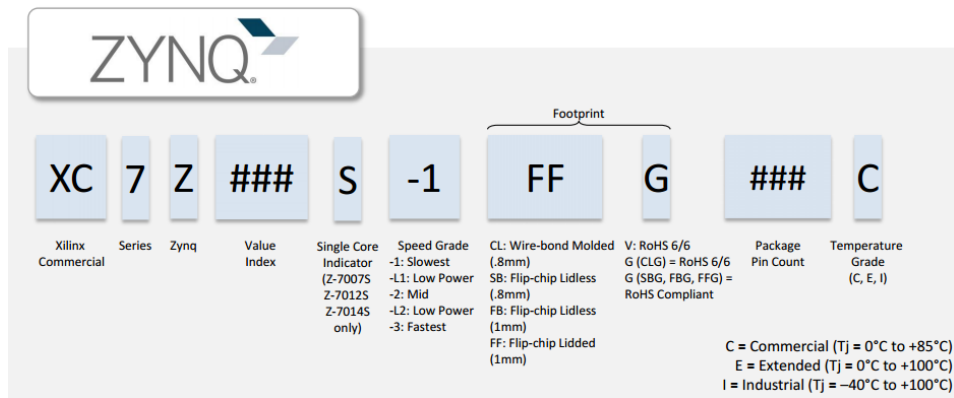 ZYNQ®
Footprint
XC 7 Z ### S -1 FF G ### C
Xilinx
Commercial
Series
Zynq
Value
Index
Single Core
Indicator
(Z-7007S
Z-7012S
Z-7014S
only)
Speed Grade
-1: Slowest
-L1: Low Power
-2: Mid
-L2: Low Power
-3: Fastest
CL: Wire-bond Molded
(.8mm)
SB: Flip-chip Lidless
(.8mm)
FB: Flip-chip Lidless
(1mm)
FF: Flip-chip Lidded
(1mm)
V: RoHS 6/6
G (CLG) = RoHS 6/6
G (SBG, FBG, FFG) =
RoHS Compliant
Package
Pin Count
Temperature
Grade
(C, E, I)
C = Commercial (Tj = 0°C to +85°C)
E = Extended (Tj = 0°C to +100°C)
I = Industrial (Tj = –40°C to +100°C)